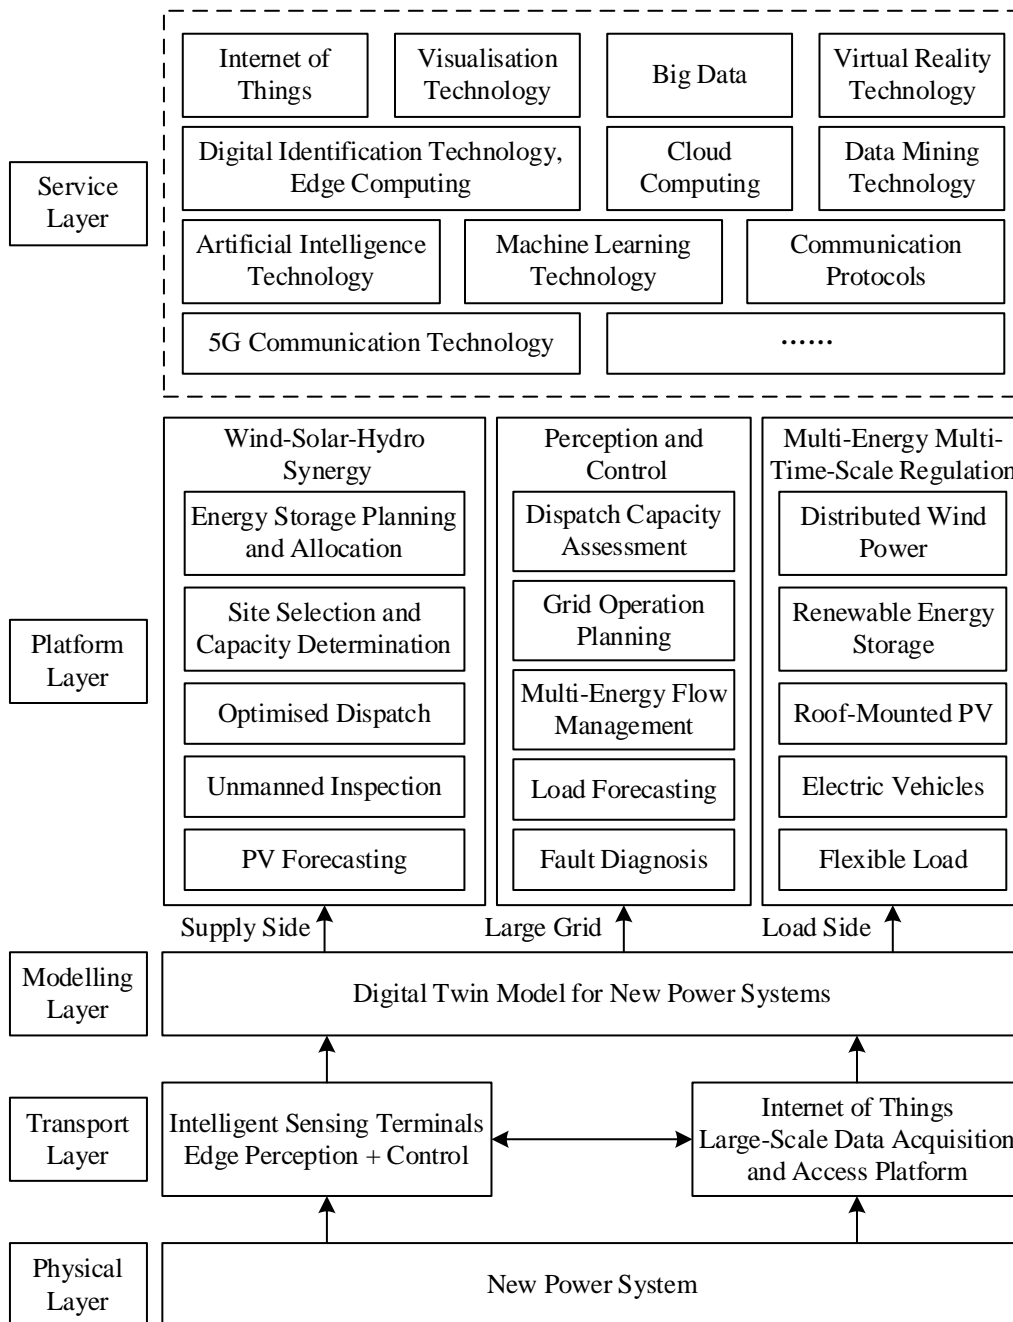 Internet of
Things
Visualisation
Technology
Big Data
Virtual Reality
Technology
Service
Layer
Digital Identification Technology,
Edge Computing
Cloud
Computing
Data Mining
Technology
Artificial Intelligence
Technology
Machine Learning
Technology
Communication
Protocols
5G Communication Technology
······
Platform
Layer
Wind-Solar-Hydro
Synergy
Energy Storage Planning
and Allocation
Site Selection and
Capacity Determination
Optimised Dispatch
Unmanned Inspection
PV Forecasting
Perception and
Control
Dispatch Capacity
Assessment
Grid Operation
Planning
Multi-Energy Flow
Management
Load Forecasting
Fault Diagnosis
Multi-Energy Multi-
Time-Scale Regulation
Distributed Wind
Power
Renewable Energy
Storage
Roof-Mounted PV
Electric Vehicles
Flexible Load
Supply Side
Large Grid
Load Side
Modelling
Layer
Digital Twin Model for New Power Systems
Transport
Layer
Intelligent Sensing Terminals
Edge Perception + Control
Internet of Things
Large-Scale Data Acquisition
and Access Platform
Physical
Layer
New Power System